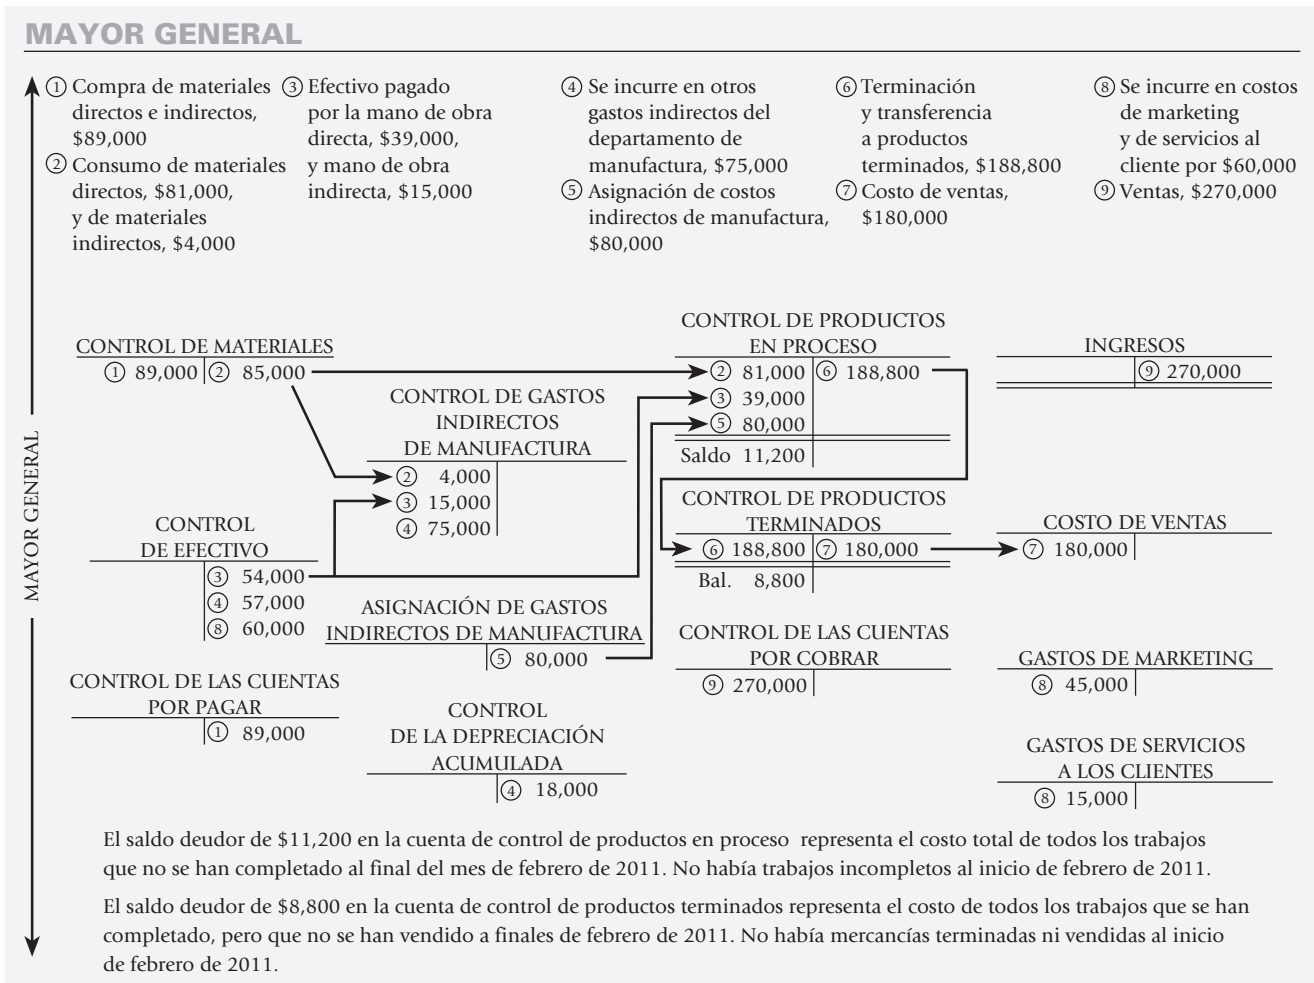 MAYOR GENERAL
① Compra de materiales
directos e indirectos,
$89,000
② Consumo de materiales
directos, $81,000,
y de materiales
indirectos, $4,000
③ Efectivo pagado
por la mano de obra
directa, $39,000,
y mano de obra
indirecta, $15,000
④ Se incurre en otros
gastos indirectos del
departamento de
manufactura, $75,000
⑤ Asignación de costos
indirectos de manufactura,
$80,000
⑥ Terminación
y transferencia
a productos
terminados, $188,800
⑦ Costo de ventas,
$180,000
⑧ Se incurre en costos
de marketing
y de servicios al
cliente por $60,000
⑨ Ventas, $270,000
MAYOR GENERAL
CONTROL DE MATERIALES
① 89,000 ② 85,000
CONTROL DE GASTOS
INDIRECTOS
DE MANUFACTURA
② 4,000
③ 15,000
④ 75,000
CONTROL DE PRODUCTOS
EN PROCESO
② 81,000 ⑥ 188,800
③ 39,000
⑤ 80,000
Saldo 11,200
INGRESOS
⑨ 270,000
CONTROL
DE EFECTIVO
③ 54,000
④ 57,000
⑧ 60,000
CONTROL DE PRODUCTOS
TERMINADOS
⑥ 188,800 ⑦ 180,000
Bal. 8,800
COSTO DE VENTAS
⑦ 180,000
ASIGNACIÓN DE GASTOS
INDIRECTOS DE MANUFACTURA
⑤ 80,000
CONTROL DE LAS CUENTAS
POR COBRAR
⑨ 270,000
GASTOS DE MARKETING
⑧ 45,000
CONTROL DE LAS CUENTAS
POR PAGAR
① 89,000
CONTROL
DE LA DEPRECIACIÓN
ACUMULADA
④ 18,000
GASTOS DE SERVICIOS
A LOS CLIENTES
⑧ 15,000
El saldo deudor de $11,200 en la cuenta de control de productos en proceso representa el costo total de todos los trabajos
que no se han completado al final del mes de febrero de 2011. No había trabajos incompletos al inicio de febrero de 2011.
El saldo deudor de $8,800 en la cuenta de control de productos terminados representa el costo de todos los trabajos que se han
completado, pero que no se han vendido a finales de febrero de 2011. No había mercancías terminadas ni vendidas al inicio
de febrero de 2011.